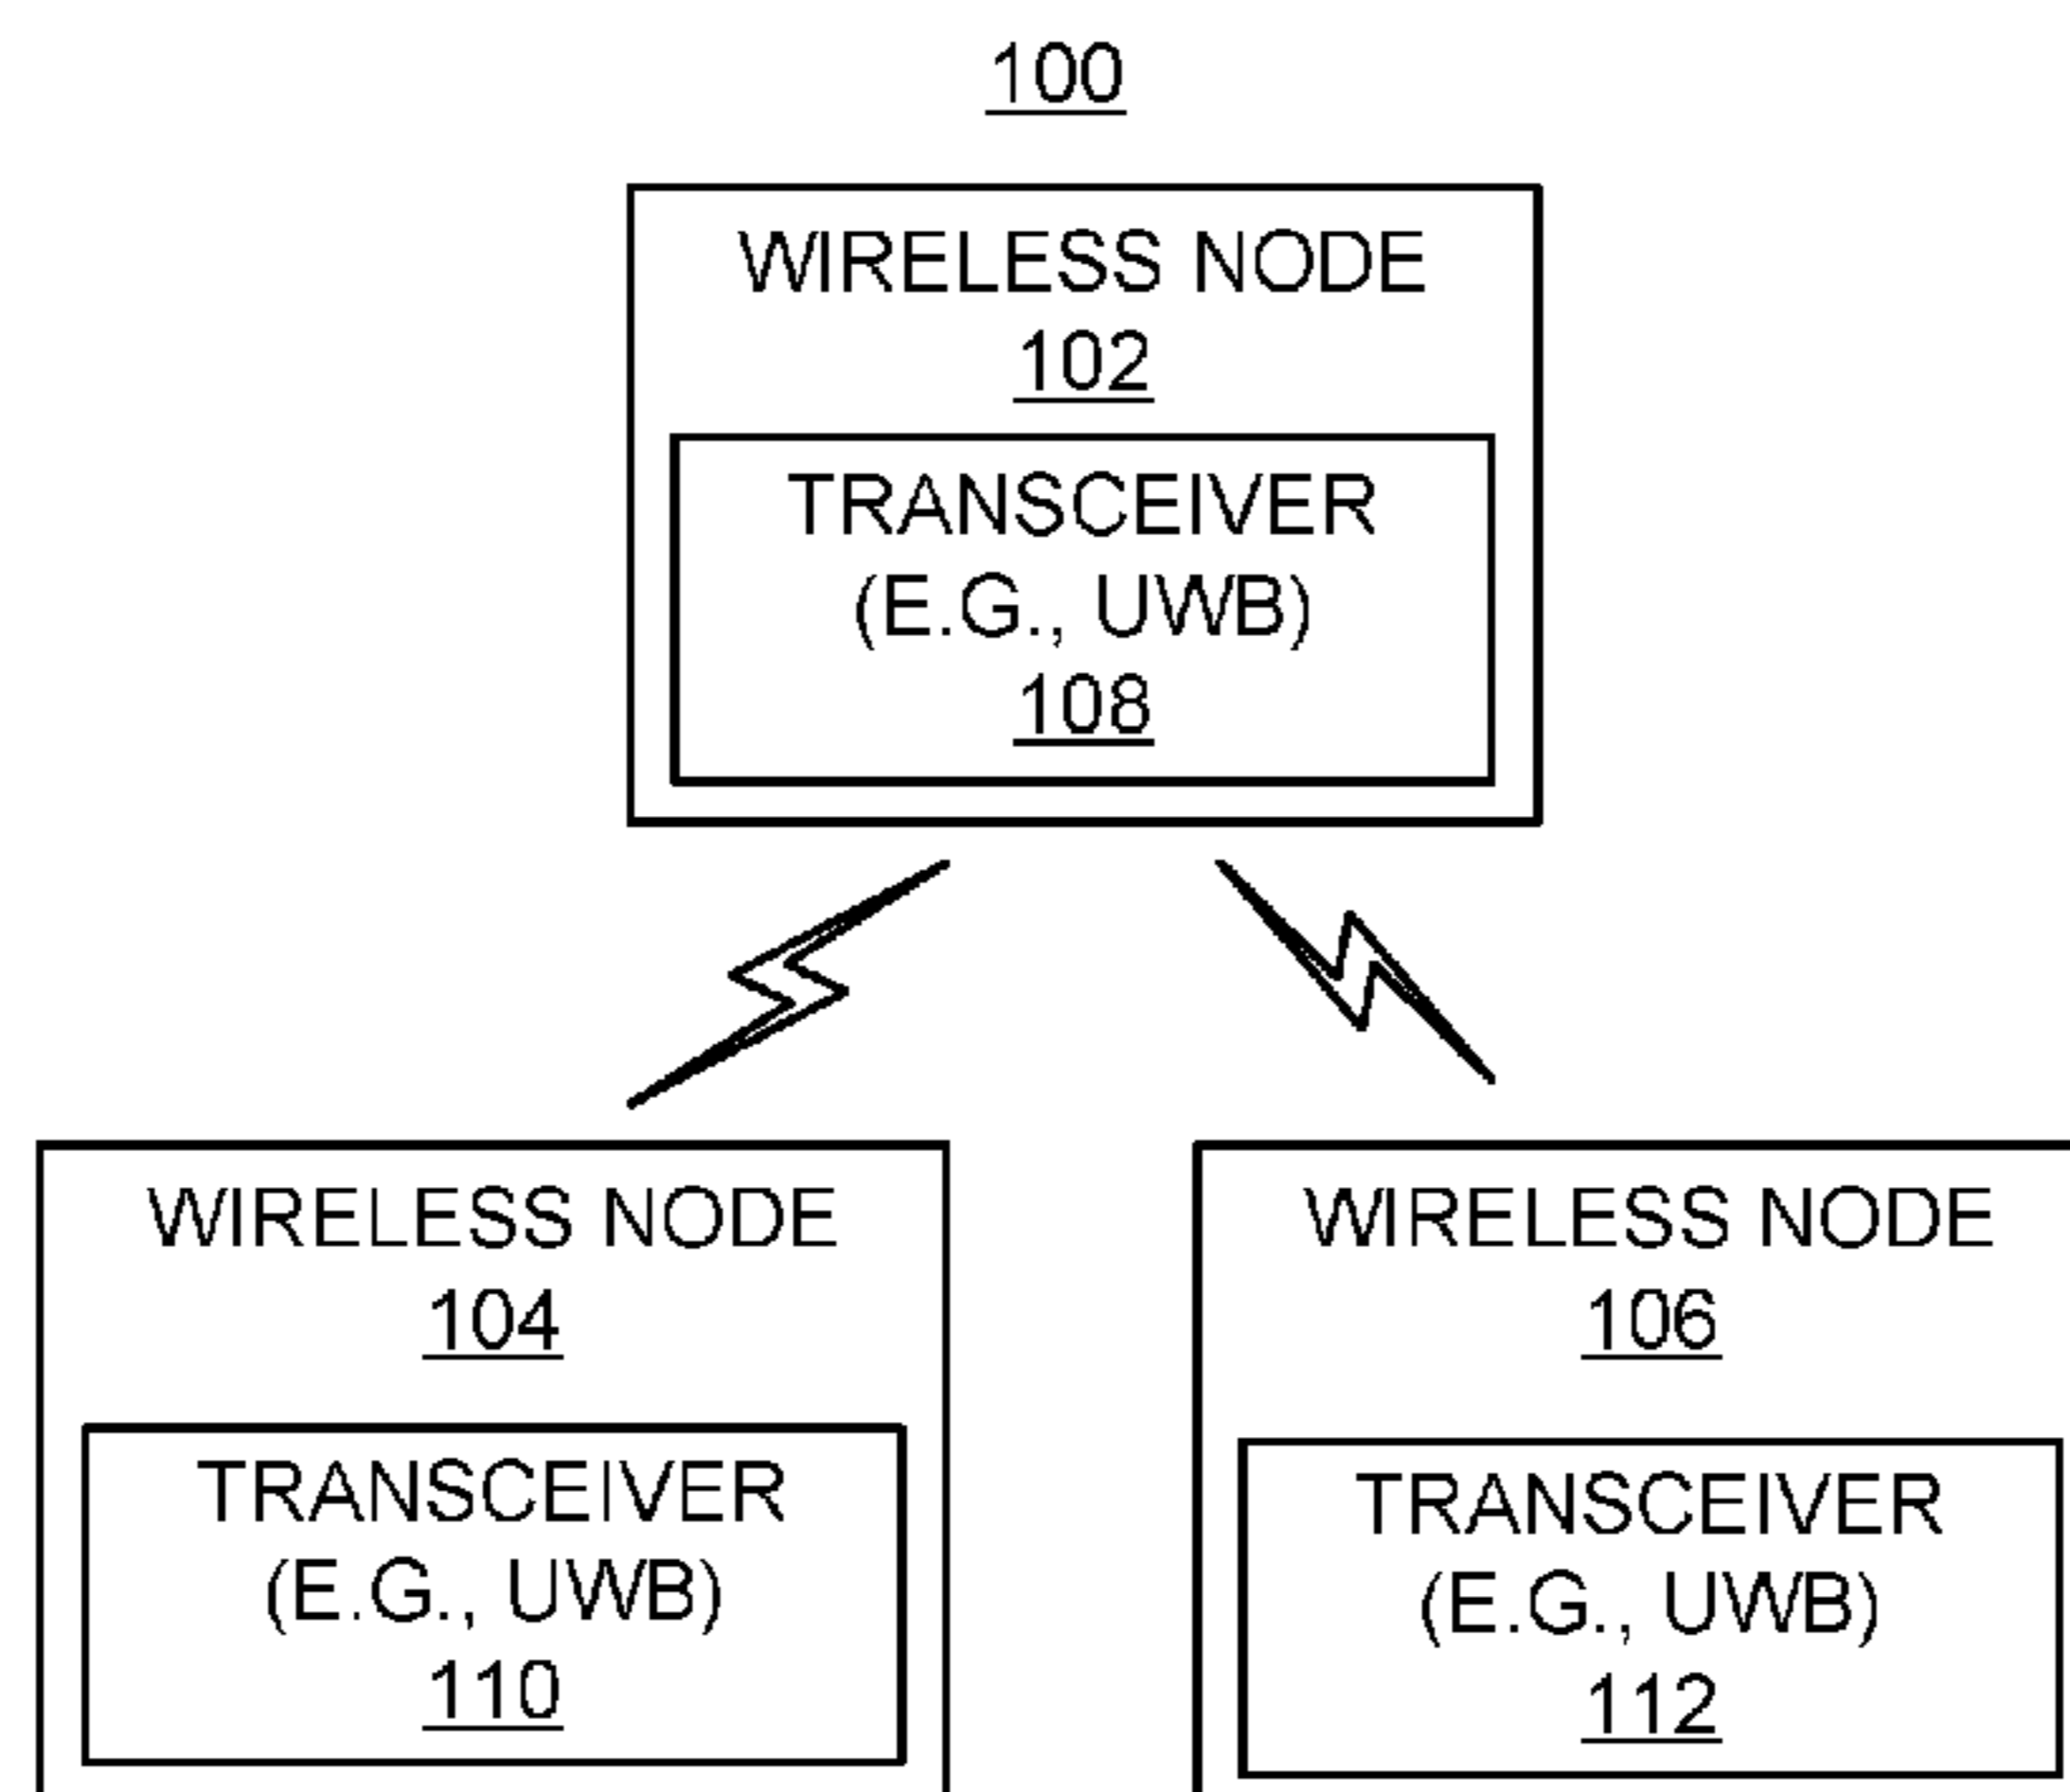 100
WIRELESS NODE
102
TRANSCEIVER
(E.G., UWB)
108
WIRELESS NODE
104
TRANSCEIVER
(E.G., UWB)
110
WIRELESS NODE
106
TRANSCEIVER
(E.G., UWB)
112